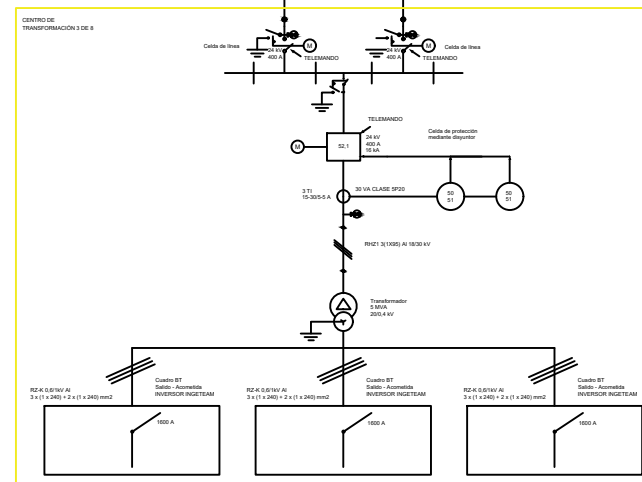 CENTRO DE
TRANSFORMACIÓN 3 DE 8
Celda de línea
24 kV
400 A
M
TELEMANDO
24 kV
400 A
M
Celda de línea
TELEMANDO
TELEMANDO
M
52,1
24 kV
400 A
16 kA
Celda de protección
mediante disyuntor
3 TI
15-30/5-5 A
30 VA CLASE 5P20
50
51
50
51
RHZ1 3(1X95) Al 18/30 kV
Transformador
5 MVA
20/0,4 kV
RZ-K 0,6/1kV Al
3 x (1 x 240) + 2 x (1 x 240) mm2
Cuadro BT
Salido - Acometida
INVERSOR INGETEAM
1600 A
RZ-K 0,6/1kV Al
3 x (1 x 240) + 2 x (1 x 240) mm2
Cuadro BT
Salido - Acometida
INVERSOR INGETEAM
1600 A
RZ-K 0,6/1kV Al
3 x (1 x 240) + 2 x (1 x 240) mm2
Cuadro BT
Salido - Acometida
INVERSOR INGETEAM
1600 A